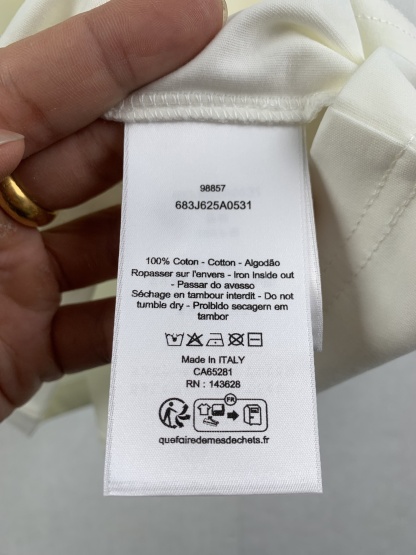 98857
683J625A0531
100% Coton - Cotton - Algodão
Ropasser sur l'envers - Iron inside out
- Passar do avesso
Séchage en tambour interdit - Do not
tumble dry - Proibido secagem em
tambor
Made In ITALY
CA65281
RN : 143628
FR
quefairedemesdechets.fr